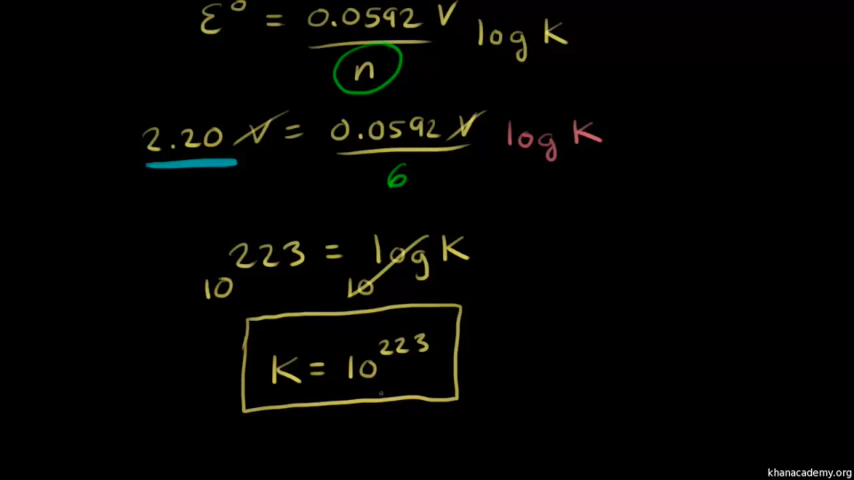 ε° = 0.0592 V / n log K
2.20 V = 0.0592 V / 6 log K
10^223 = 10^log K
K = 10^223
khanacademy.org